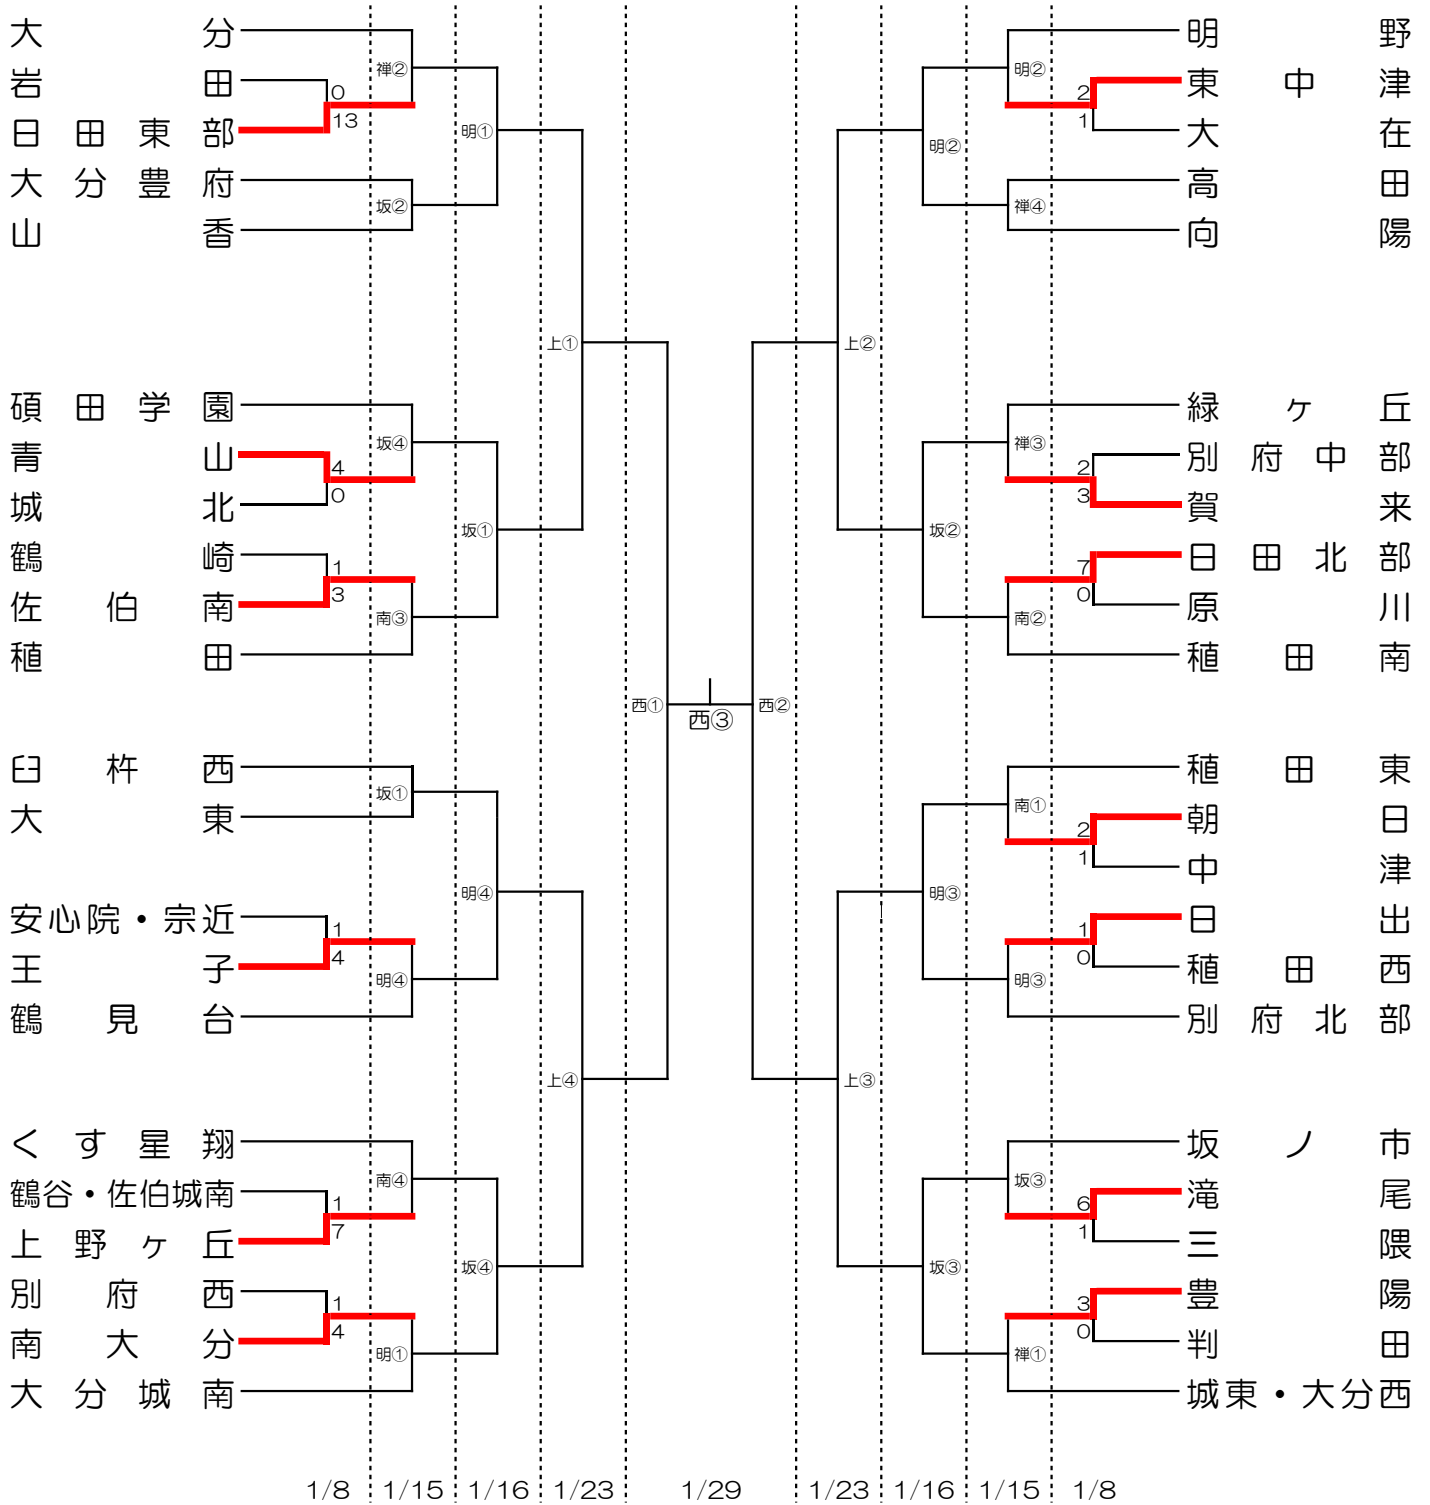 大分
岩田
日田東部
大分豊府
山香
碩田学園
青山
城北
鶴崎
佐伯南
稙田
臼杵西
大東
安心院・宗近
王子
鶴見台
くす星翔
鶴谷・佐伯城南
上野ヶ丘
別府西
南大分
大分城南
0
13
4
0
1
3
1
4
1
7
1
4
禅②
坂②
坂④
南③
坂①
明④
南④
明①
明①
坂①
明④
坂④
上①
上④
西①
西③
西②
上②
上③
明②
坂②
明③
坂③
明②
禅④
禅③
南②
南①
明③
坂③
禅①
2
1
2
3
7
0
2
1
1
0
6
1
3
0
明野
東中津
大在
高田
向陽
緑ヶ丘
別府中部
賀来
日田北部
原川
稙田南
稙田東
朝日
中津
日出
稙田西
別府北部
坂ノ市
滝尾
三隈
豊陽
判田
城東・大分西
1/8 1/15 1/16 1/23 1/29 1/23 1/16 1/15 1/8